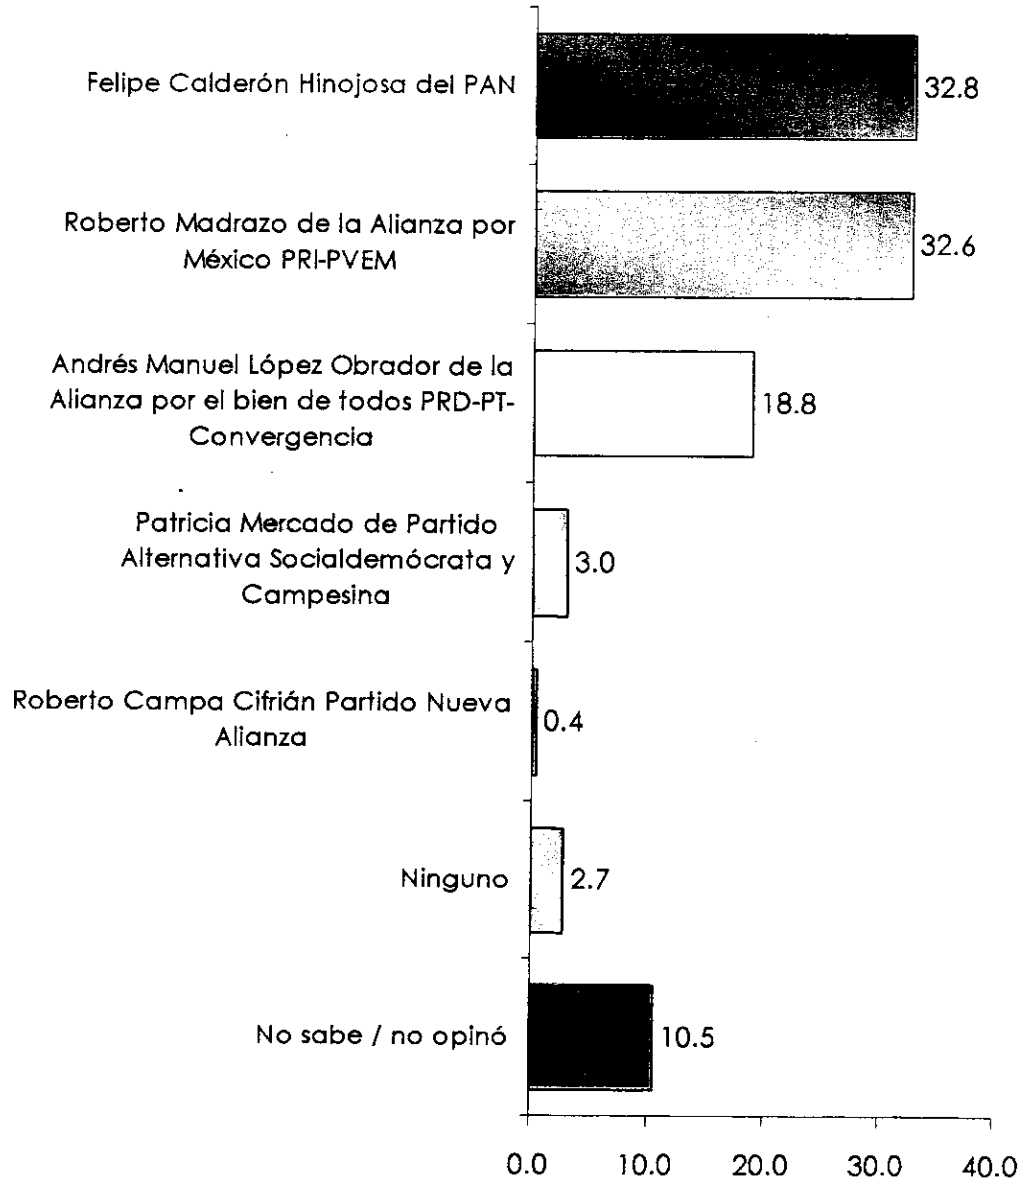 Felipe Calderón Hinojosa del PAN
32.8
Roberto Madrazo de la Alianza por
México PRI-PVEM
32.6
Andrés Manuel López Obrador de la
Alianza por el bien de todos PRD-PT-
Convergencia
18.8
Patricia Mercado de Partido
Alternativa Socialdemócrata y
Campesina
3.0
Roberto Campa Cifrián Partido Nueva
Alianza
0.4
Ninguno
2.7
No sabe / no opinó
10.5
0.0 10.0 20.0 30.0 40.0